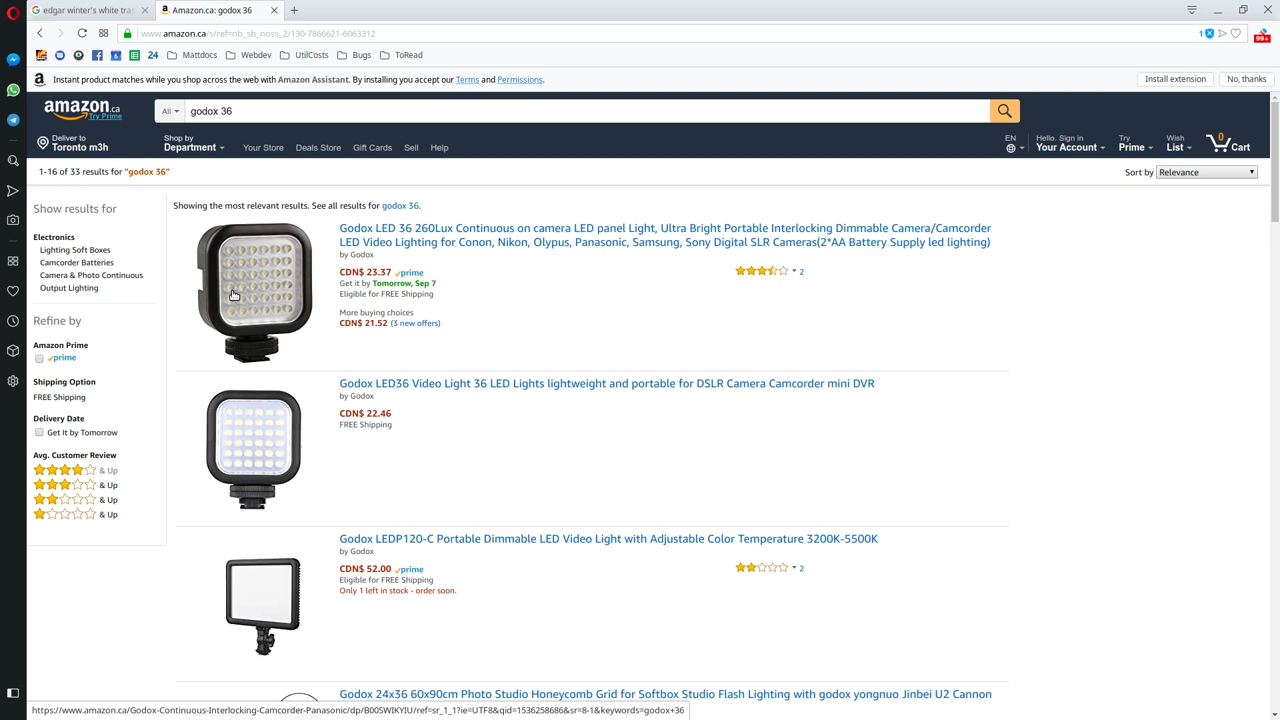 edgar winter's white tras
Amazon.ca: godox 36
www.amazon.ca/s/ref=nb_sb_noss_2/130-7866621-6063312
1
99+
24
Mattdocs
Webdev
UtilCosts
Bugs
ToRead
Instant product matches while you shop across the web with Amazon Assistant. By installing you accept our Terms and Permissions.
Install extension
No, thanks
amazon.ca
Try Prime
All
godox 36
Deliver to
Toronto m3h
Shop by
Department
Your Store
Deals Store
Gift Cards
Sell
Help
EN
Hello. Sign in
Your Account
Try
Prime
Wish
List
0
Cart
1-16 of 33 results for "godox 36"
Sort by Relevance
Show results for
Electronics
Lighting Soft Boxes
Camcorder Batteries
Camera & Photo Continuous
Output Lighting
Refine by
Amazon Prime
prime
Shipping Option
FREE Shipping
Delivery Date
Get It by Tomorrow
Avg. Customer Review
& Up
& Up
& Up
& Up
Showing the most relevant results. See all results for godox 36.
Godox LED 36 260Lux Continuous on camera LED panel Light, Ultra Bright Portable Interlocking Dimmable Camera/Camcorder
LED Video Lighting for Conon, Nikon, Olypus, Panasonic, Samsung, Sony Digital SLR Cameras(2*AA Battery Supply led lighting)
by Godox
CDN$ 23.37 prime
2
Get it by Tomorrow, Sep 7
Eligible for FREE Shipping
More buying choices
CDN$ 21.52 (3 new offers)
Godox LED36 Video Light 36 LED Lights lightweight and portable for DSLR Camera Camcorder mini DVR
by Godox
CDN$ 22.46
FREE Shipping
Godox LEDP120-C Portable Dimmable LED Video Light with Adjustable Color Temperature 3200K-5500K
by Godox
CDN$ 52.00 prime
2
Eligible for FREE Shipping
Only 1 left in stock - order soon.
Godox 24x36 60x90cm Photo Studio Honeycomb Grid for Softbox Studio Flash Lighting with godox yongnuo Jinbei U2 Cannon
https://www.amazon.ca/Godox-Continuous-Interlocking-Camcorder-Panasonic/dp/B00SWIKYIU/ref=sr_1_1?ie=UTF8&qid=1536258686&sr=8-1&keywords=godox+36